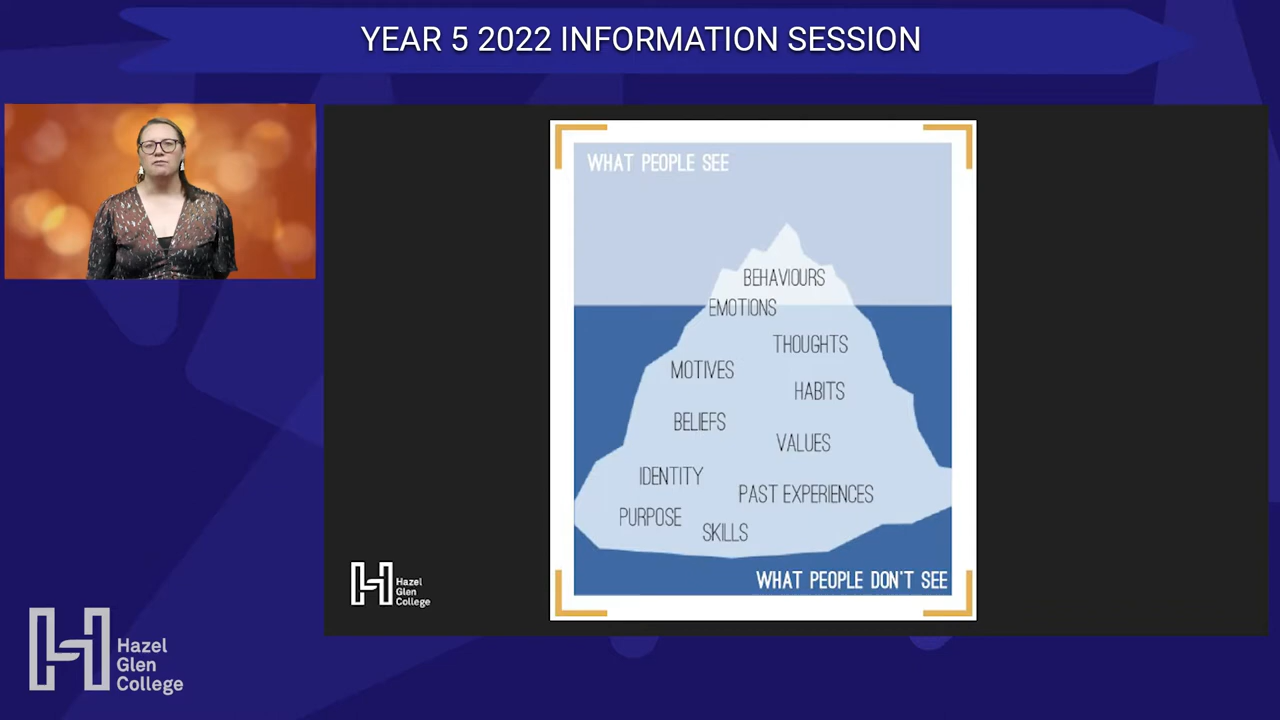 YEAR 5 2022 INFORMATION SESSION
WHAT PEOPLE SEE
BEHAVIOURS
EMOTIONS
THOUGHTS
MOTIVES
HABITS
BELIEFS
VALUES
IDENTITY
PAST EXPERIENCES
PURPOSE
SKILLS
WHAT PEOPLE DON'T SEE
Hazel
Glen
College
Hazel
Glen
College